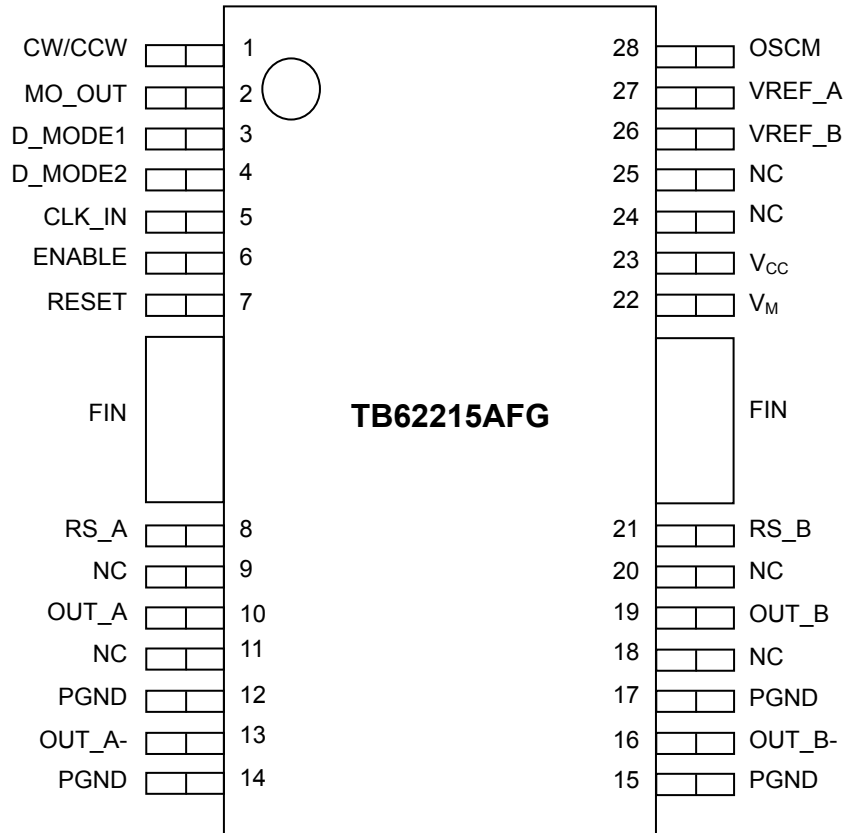 CW/CCW 1 28 OSCM
MO_OUT 2 27 VREF_A
D_MODE1 3 26 VREF_B
D_MODE2 4 25 NC
CLK_IN 5 24 NC
ENABLE 6 23 VCC
RESET 7 22 VM
FIN TB62215AFG FIN
RS_A 8 21 RS_B
NC 9 20 NC
OUT_A 10 19 OUT_B
NC 11 18 NC
PGND 12 17 PGND
OUT_A- 13 16 OUT_B-
PGND 14 15 PGND